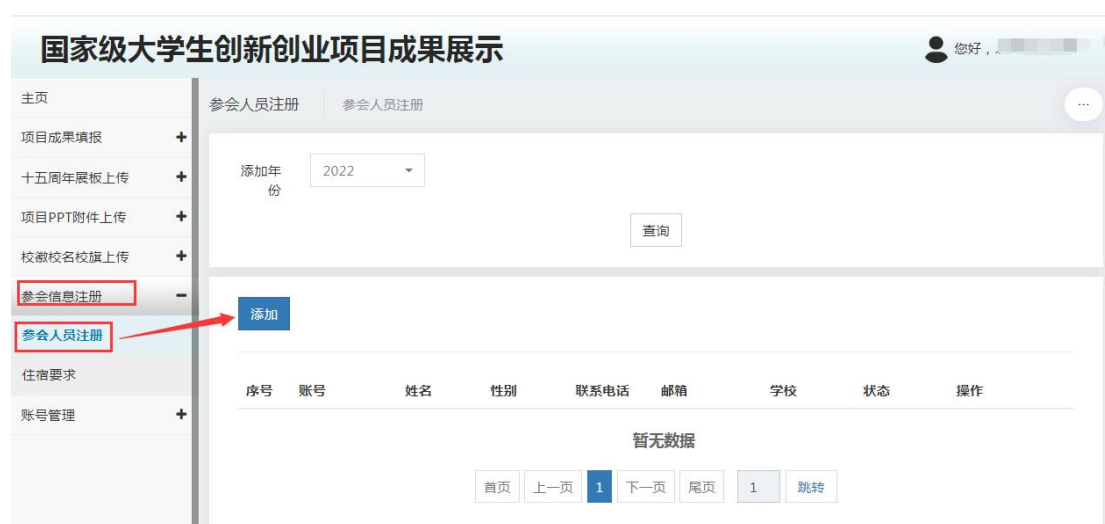 国家级大学生创新创业项目成果展示
您好，
主页
项目成果填报
十五周年展板上传
项目PPT附件上传
校徽校名校旗上传
参会信息注册
参会人员注册
住宿要求
账号管理
参会人员注册 参会人员注册
...
添加年份
2022
查询
添加
序号 账号 姓名 性别 联系电话 邮箱 学校 状态 操作
暂无数据
首页 上一页 1 下一页 尾页 1 跳转